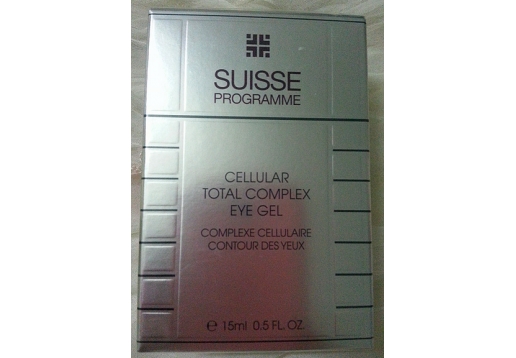 SUISSE
PROGRAMME
CELLULAR
TOTAL COMPLEX
EYE GEL
COMPLEXE CELLULAIRE
CONTOUR DES YEUX
℮ 15ml 0.5 FL. OZ.